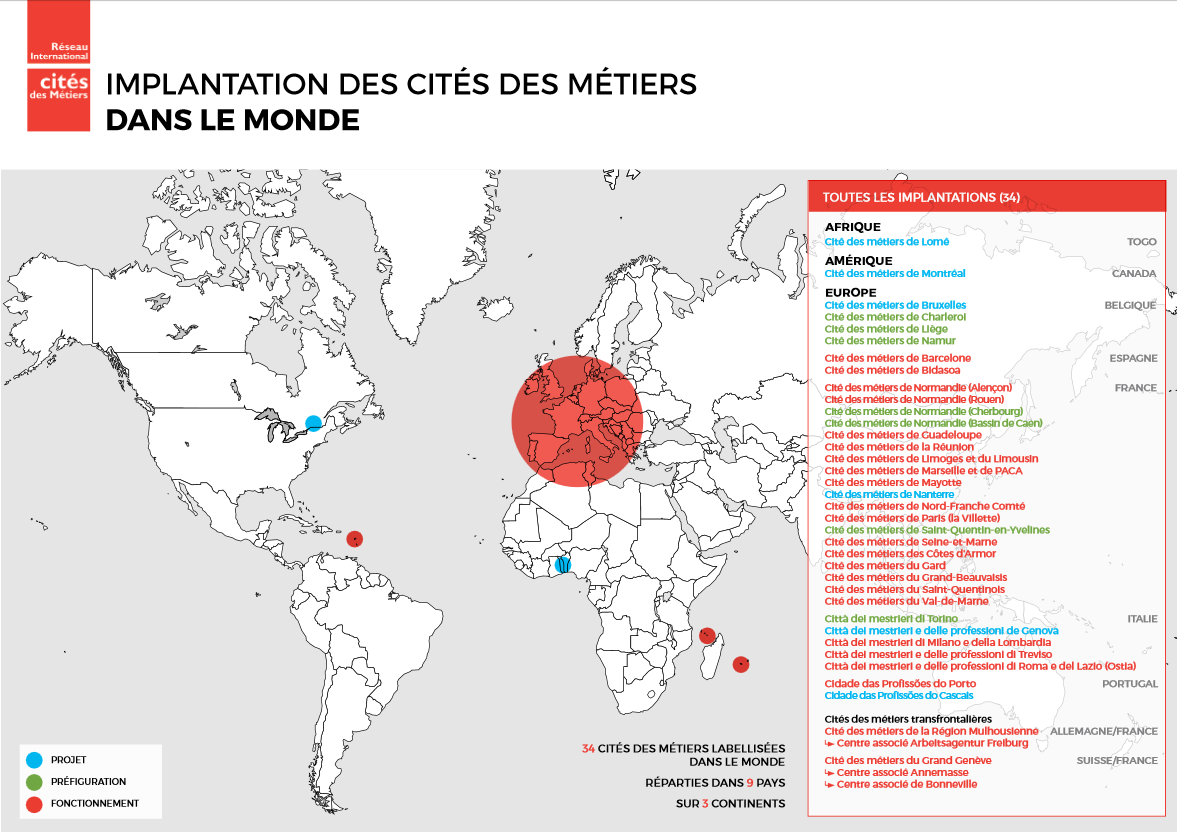 Réseau
International
cités
des Métiers
IMPLANTATION DES CITÉS DES MÉTIERS
DANS LE MONDE
TOUTES LES IMPLANTATIONS (34)
AFRIQUE
Cité des métiers de Lomé TOGO
AMÉRIQUE
Cité des métiers de Montréal CANADA
EUROPE
Cité des métiers de Bruxelles BELGIQUE
Cité des métiers de Charleroi
Cité des métiers de Liège
Cité des métiers de Namur
Cité des métiers de Barcelone ESPAGNE
Cité des métiers de Bidasoa
Cité des métiers de Normandie (Alençon) FRANCE
Cité des métiers de Normandie (Rouen)
Cité des métiers de Normandie (Cherbourg)
Cité des métiers de Normandie (Bassin de Caen)
Cité des métiers de Guadeloupe
Cité des métiers de la Réunion
Cité des métiers de Limoges et du Limousin
Cité des métiers de Marseille et de PACA
Cité des métiers de Mayotte
Cité des métiers de Nanterre
Cité des métiers de Nord-Franche Comté
Cité des métiers de Paris (la Villette)
Cité des métiers de Saint-Quentin-en-Yvelines
Cité des métiers de Seine-et-Marne
Cité des métiers des Côtes d'Armor
Cité des métiers du Gard
Cité des métiers du Grand-Beauvaisis
Cité des métiers du Saint-Quentinois
Cité des métiers du Val-de-Marne
Città dei mestrieri di Torino ITALIE
Città dei mestrieri e delle professioni de Genova
Città dei mestrieri di Milano e della Lombardia
Città dei mestrieri e delle professioni di Treviso
Città dei mestrieri e delle professioni di Roma e del Lazio (Ostia)
Cidade das Profissões do Porto PORTUGAL
Cidade das Profissões do Cascais
Cités des métiers transfrontalières
Cité des métiers de la Région Mulhousienne ALLEMAGNE/FRANCE
Centre associé Arbeitsagentur Freiburg
Cité des métiers du Grand Genève SUISSE/FRANCE
Centre associé Annemasse
Centre associé de Bonneville
PROJET
PRÉFIGURATION
FONCTIONNEMENT
34 CITÉS DES MÉTIERS LABELLISÉES
DANS LE MONDE
RÉPARTIES DANS 9 PAYS
SUR 3 CONTINENTS